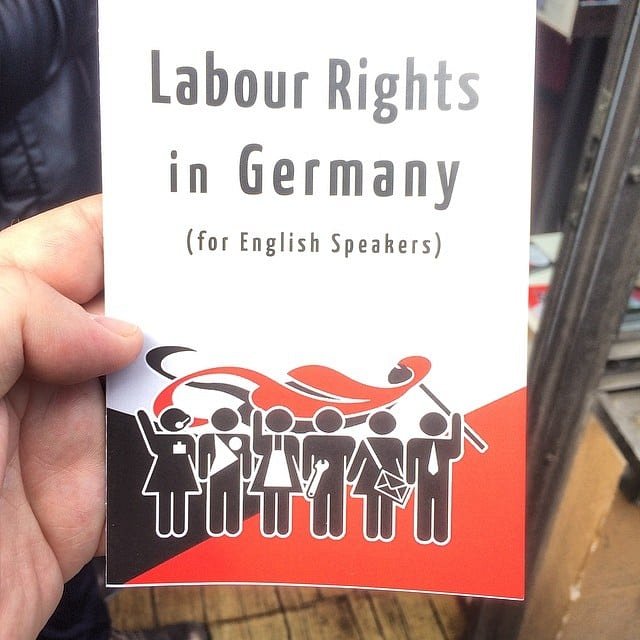 Labour Rights
in Germany
(for English Speakers)